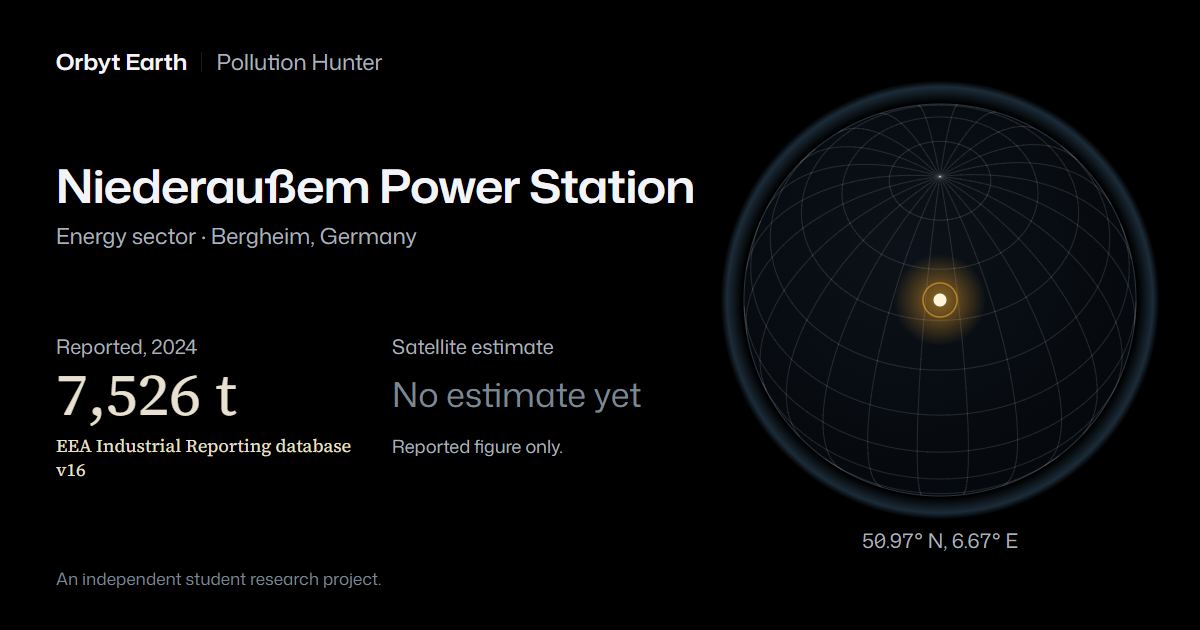 Orbyt Earth | Pollution Hunter
Niederaußem Power Station
Energy sector · Bergheim, Germany
Reported, 2024
7,526 t
EEA Industrial Reporting database
v16
Satellite estimate
No estimate yet
Reported figure only.
50.97° N, 6.67° E
An independent student research project.